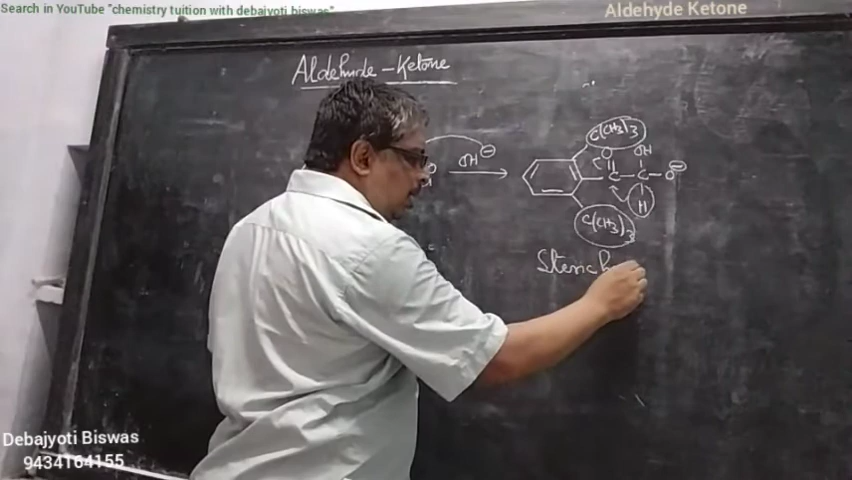 Search in YouTube "chemistry tuition with debajyoti biswas"
Aldehyde Ketone
Aldehyde-Ketone
C(CH3)3
O
OH
OH⊖
C-C-O⊖
H
C(CH3)3
Steric
Debajyoti Biswas
9434164155